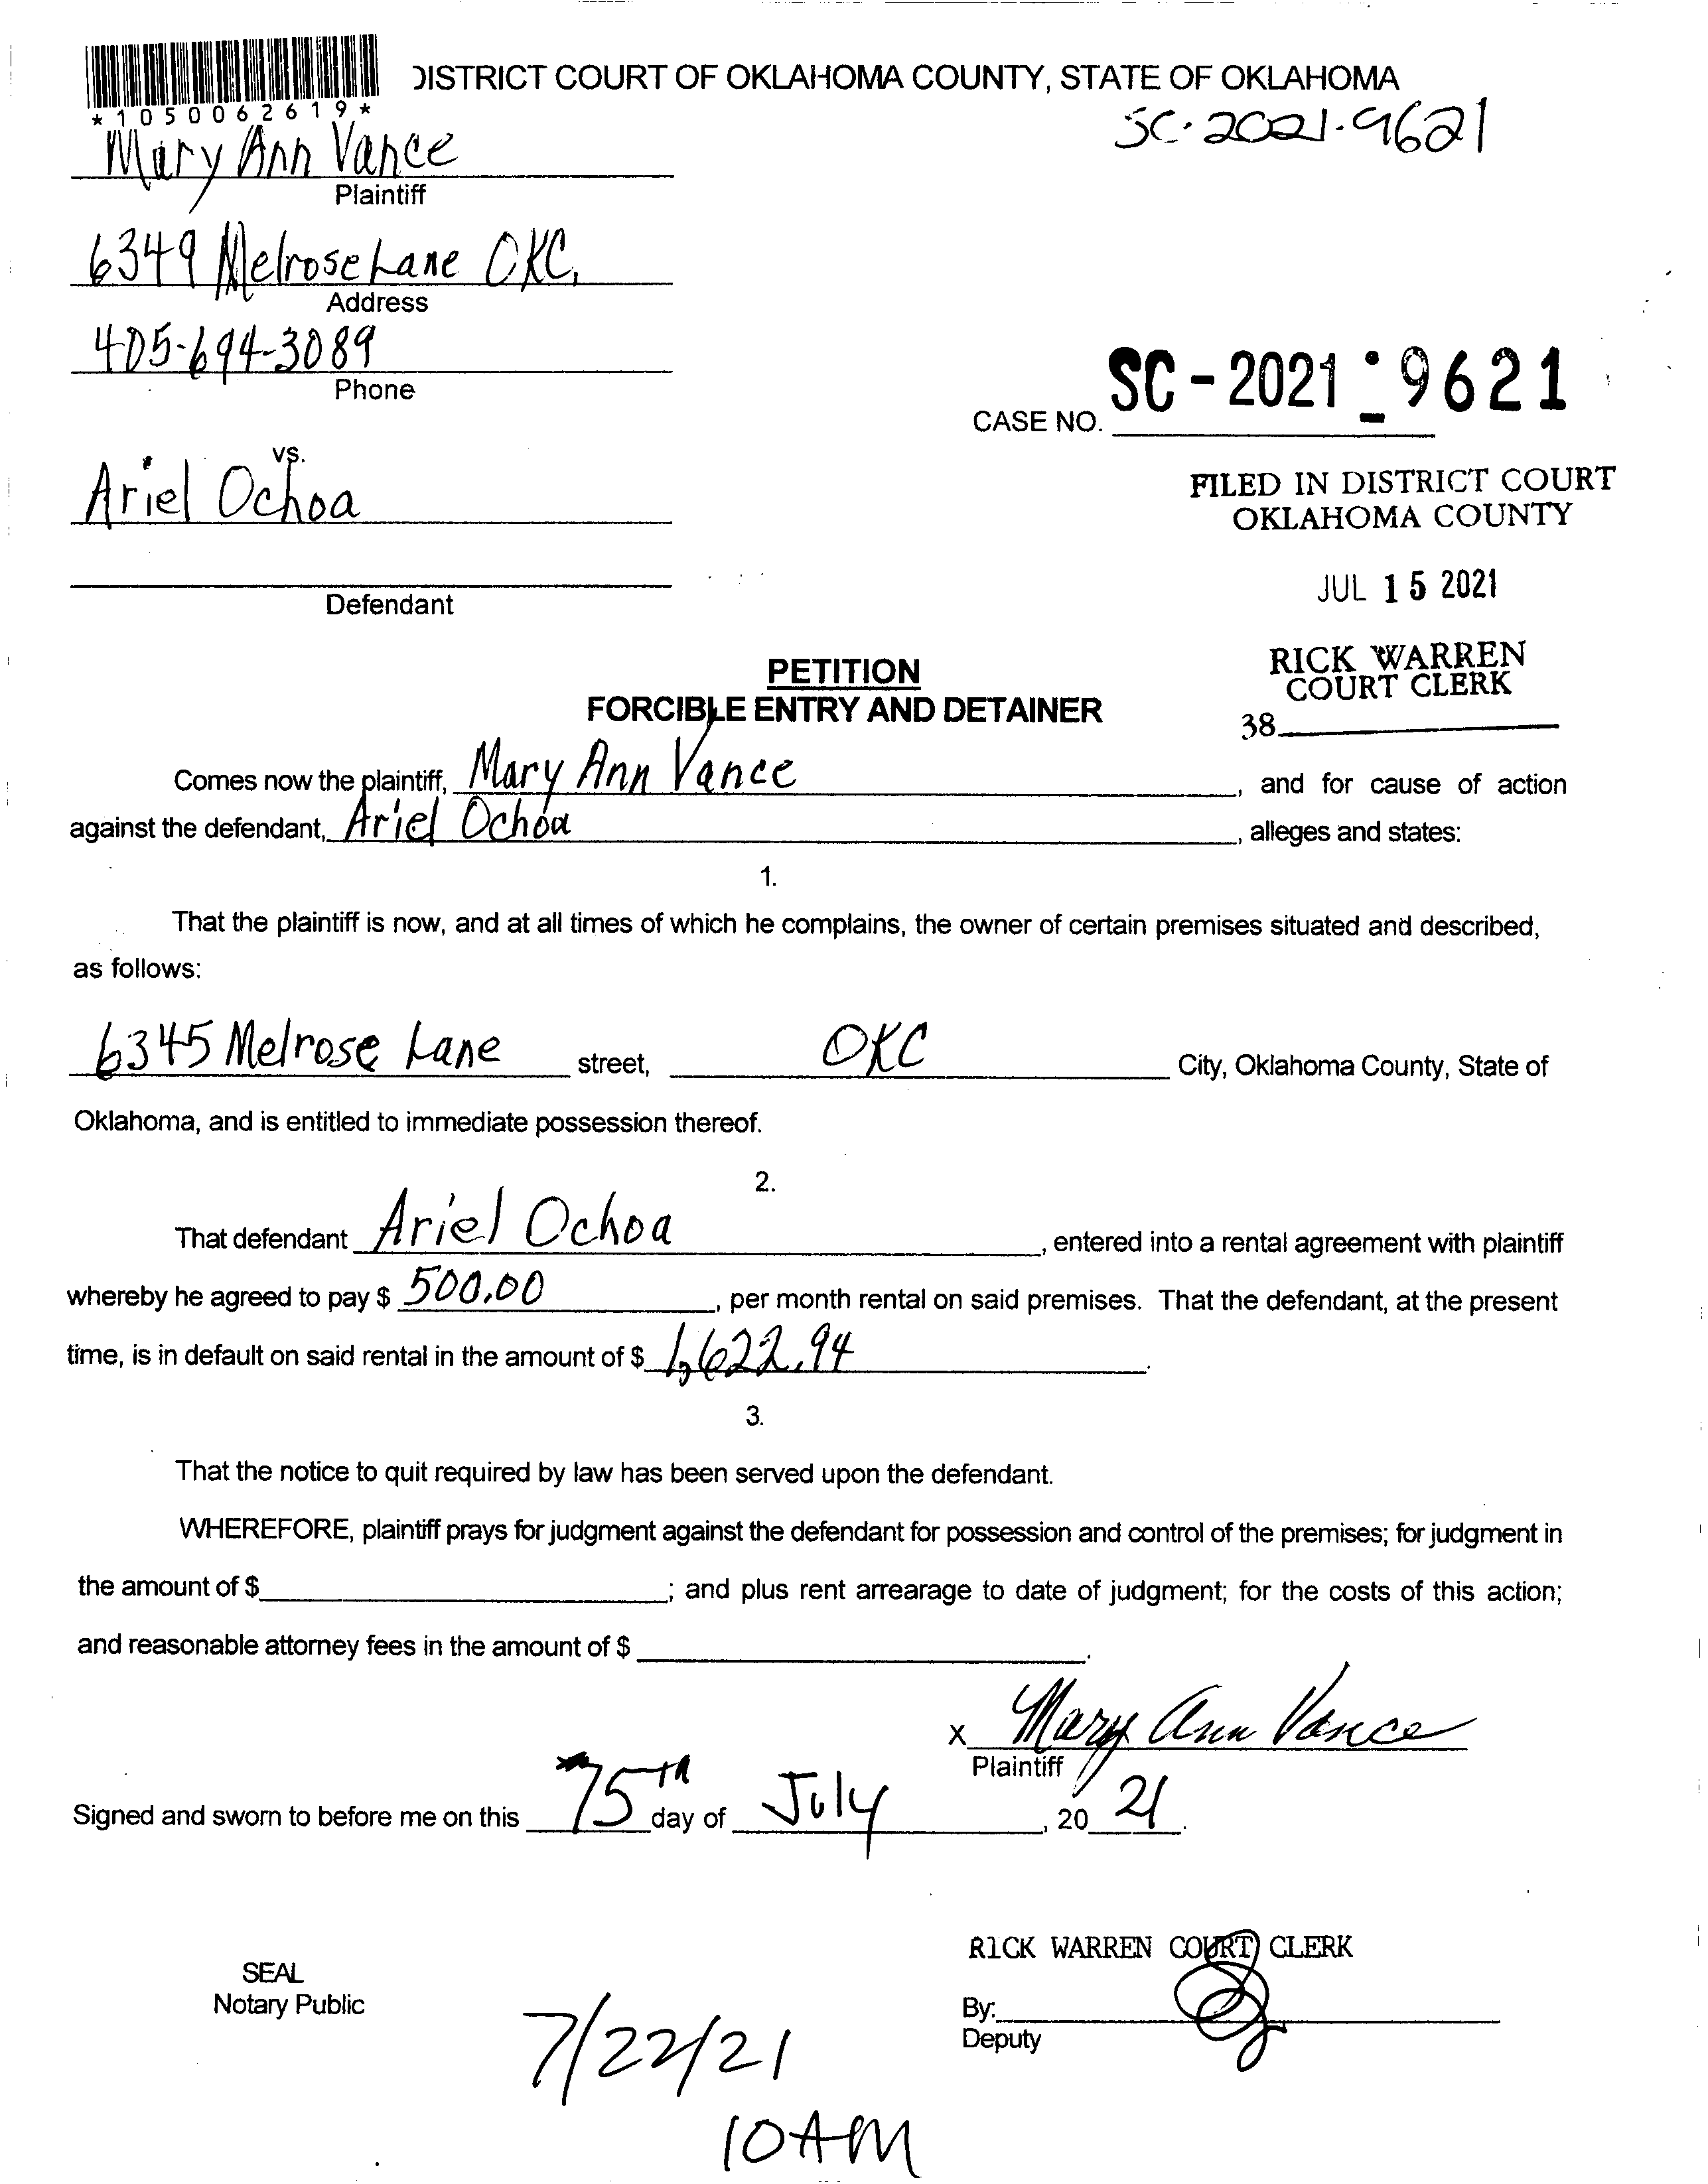 DISTRICT COURT OF OKLAHOMA COUNTY, STATE OF OKLAHOMA
*1050062619*
SC-2021-9621
Mary Ann Vance
Plaintiff
6349 Melrose Lane OKC,
Address
405-694-3089
Phone
SC-2021-9621
CASE NO.
vs.
Ariel Ochoa
FILED IN DISTRICT COURT
OKLAHOMA COUNTY
Defendant
JUL 15 2021
RICK WARREN
COURT CLERK
38
PETITION
FORCIBLE ENTRY AND DETAINER
Comes now the plaintiff, Mary Ann Vance, and for cause of action
against the defendant, Ariel Ochoa, alleges and states:
1.
That the plaintiff is now, and at all times of which he complains, the owner of certain premises situated and described,
as follows:
6345 Melrose Lane street, OKC City, Oklahoma County, State of
Oklahoma, and is entitled to immediate possession thereof.
2.
That defendant Ariel Ochoa, entered into a rental agreement with plaintiff
whereby he agreed to pay $ 500.00, per month rental on said premises. That the defendant, at the present
time, is in default on said rental in the amount of $ 1,622.94.
3.
That the notice to quit required by law has been served upon the defendant.
WHEREFORE, plaintiff prays for judgment against the defendant for possession and control of the premises; for judgment in
the amount of $; and plus rent arrearage to date of judgment; for the costs of this action;
and reasonable attorney fees in the amount of $.
x Mary Ann Vance
Plaintiff
Signed and sworn to before me on this 15TH day of July, 20 21.
RICK WARREN COURT CLERK
SEAL
Notary Public
By:
Deputy
7/22/21
10AM